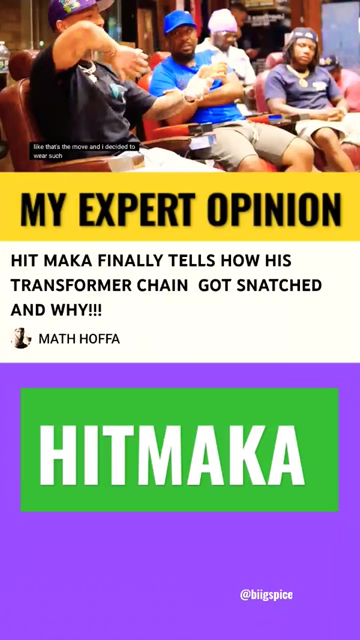 like that's the move and i decided to
wear such
MY EXPERT OPINION
HIT MAKA FINALLY TELLS HOW HIS
TRANSFORMER CHAIN GOT SNATCHED
AND WHY!!!
MATH HOFFA
HITMAKA
@biigspice